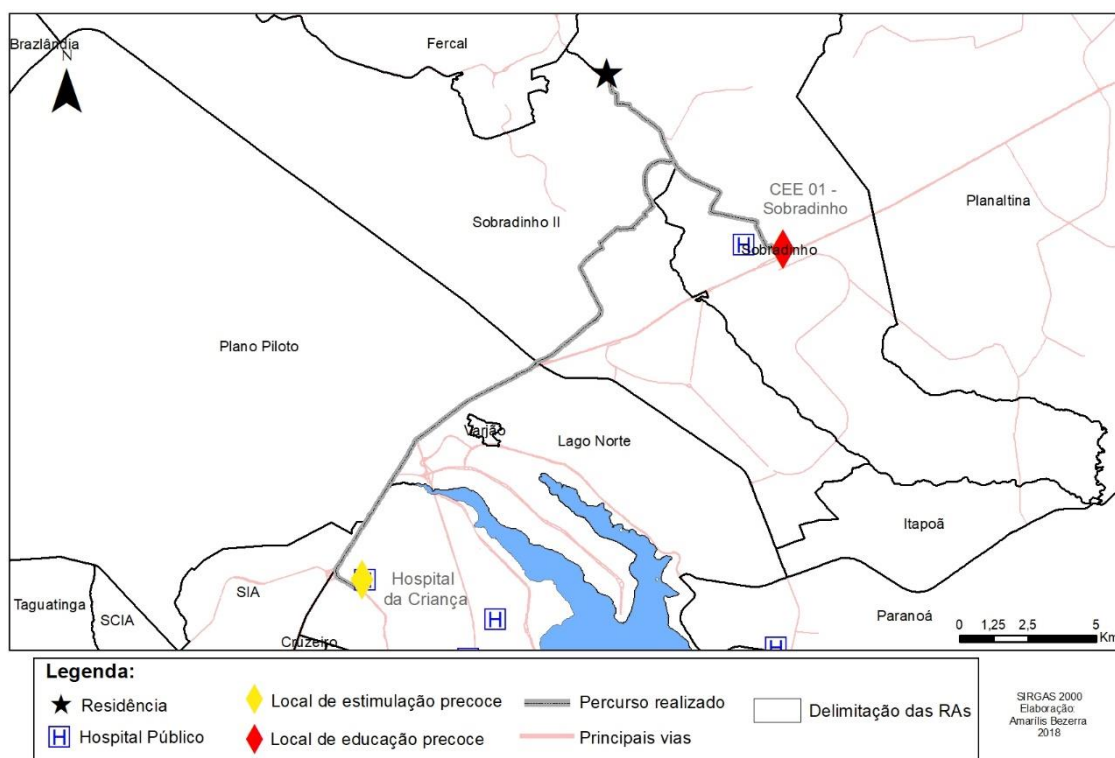 Brazlândia
N
Fercal
CEE 01 -
Sobradinho
Planaltina
Sobradinho II
H
Sobradinho
Plano Piloto
Varjão
Lago Norte
Itapoã
Hospital
da Criança
SIA
Taguatinga
SCIA
H
Paranoá
Cruzeiro
H
0 1,25 2,5 5
Km
Legenda:
Residência
H Hospital Público
Local de estimulação precoce
Local de educação precoce
Percurso realizado
Principais vias
Delimitação das RAs
SIRGAS 2000
Elaboração:
Amarílis Bezerra
2018